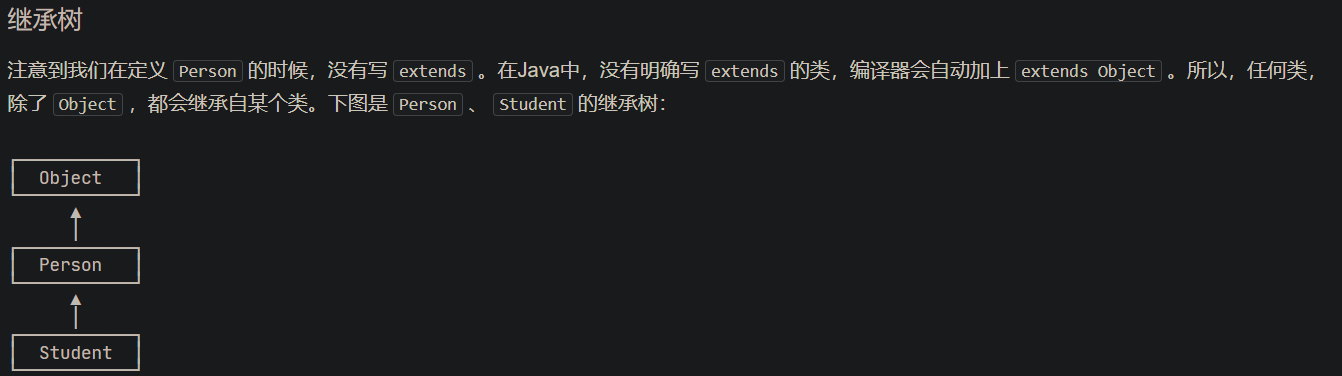 继承树
注意到我们在定义 Person 的时候，没有写 extends 。在Java中，没有明确写 extends 的类，编译器会自动加上 extends Object 。所以，任何类，
除了 Object ，都会继承自某个类。下图是 Person 、 Student 的继承树：
Object
Person
Student